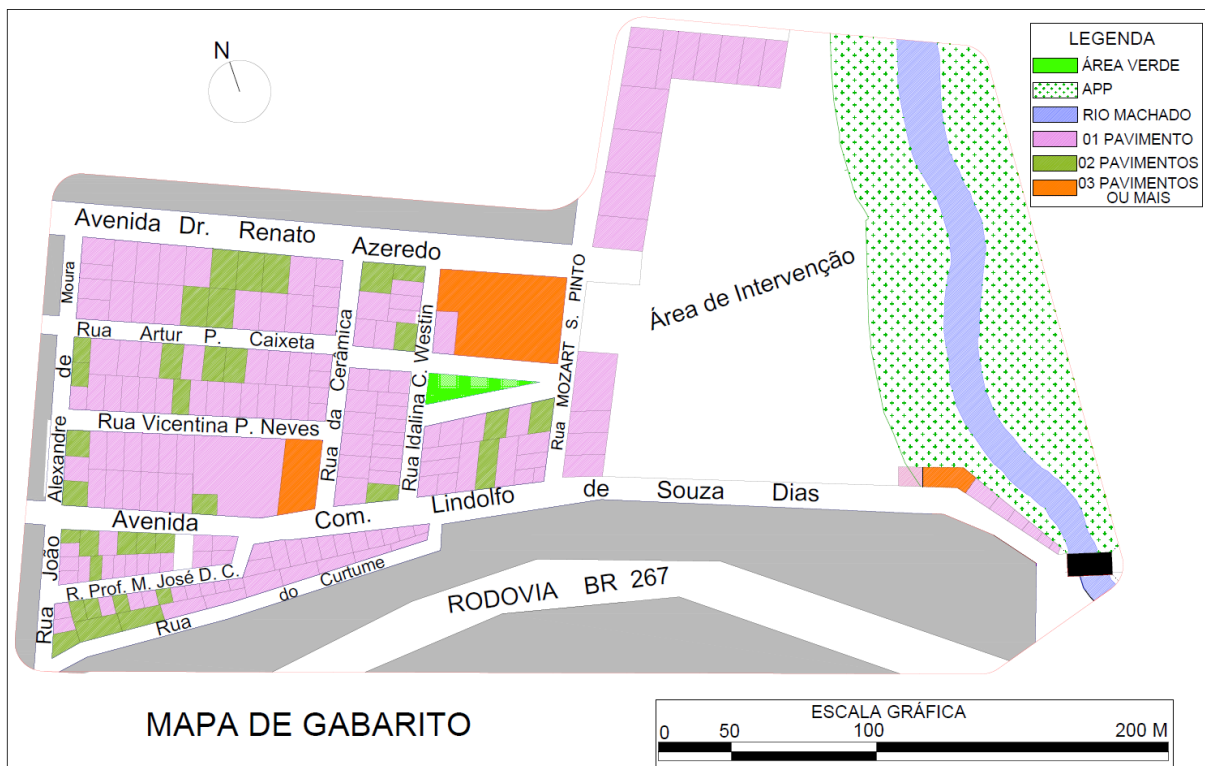 N
LEGENDA
ÁREA VERDE
APP
RIO MACHADO
01 PAVIMENTO
02 PAVIMENTOS
03 PAVIMENTOS
OU MAIS
Avenida Dr. Renato Azeredo
Rua Artur P. Caixeta
Rua Vicentina P. Neves
Avenida Com. Lindolfo de Souza Dias
R. Prof. M. José D. C.
Rua do Curtume
RODOVIA BR 267
Rua João Alexandre de Moura
Rua da Cerâmica
Rua Idalina C. Westin
Rua MOZART S. PINTO
Área de Intervenção
MAPA DE GABARITO
ESCALA GRÁFICA
0 50 100 200 M